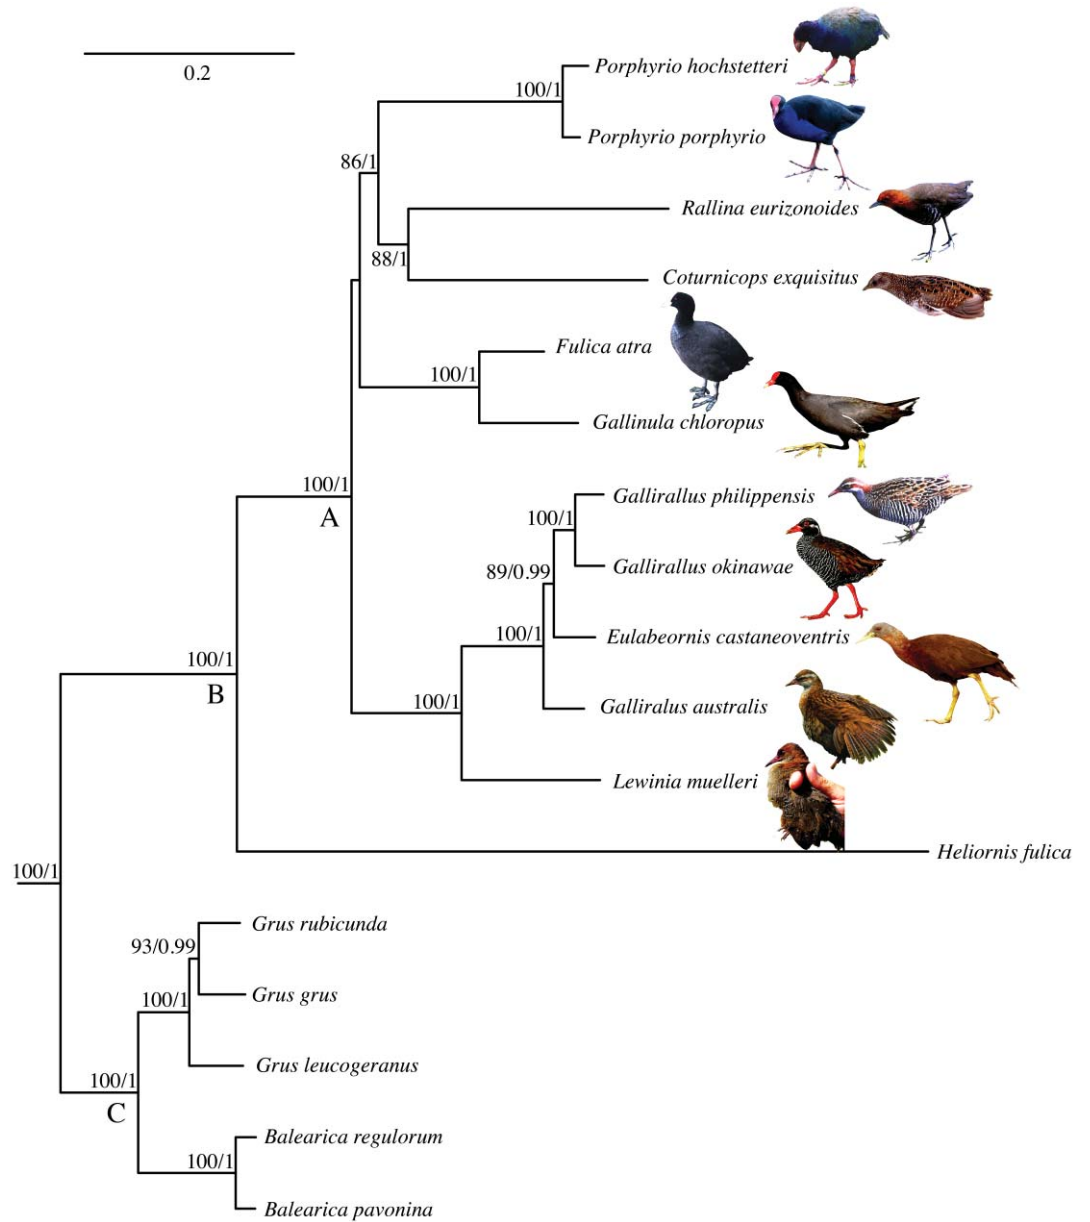 0.2
Porphyrio hochstetteri
100/1
Porphyrio porphyrio
86/1
Rallina eurizonoides
88/1
Coturnicops exquisitus
Fulica atra
100/1
Gallinula chloropus
100/1
A
Gallirallus philippensis
100/1
Gallirallus okinawae
89/0.99
Eulabeornis castaneoventris
100/1
100/1
B
Galliralus australis
100/1
Lewinia muelleri
Heliornis fulica
100/1
Grus rubicunda
93/0.99
Grus grus
100/1
Grus leucogeranus
100/1
C
Balearica regulorum
100/1
Balearica pavonina